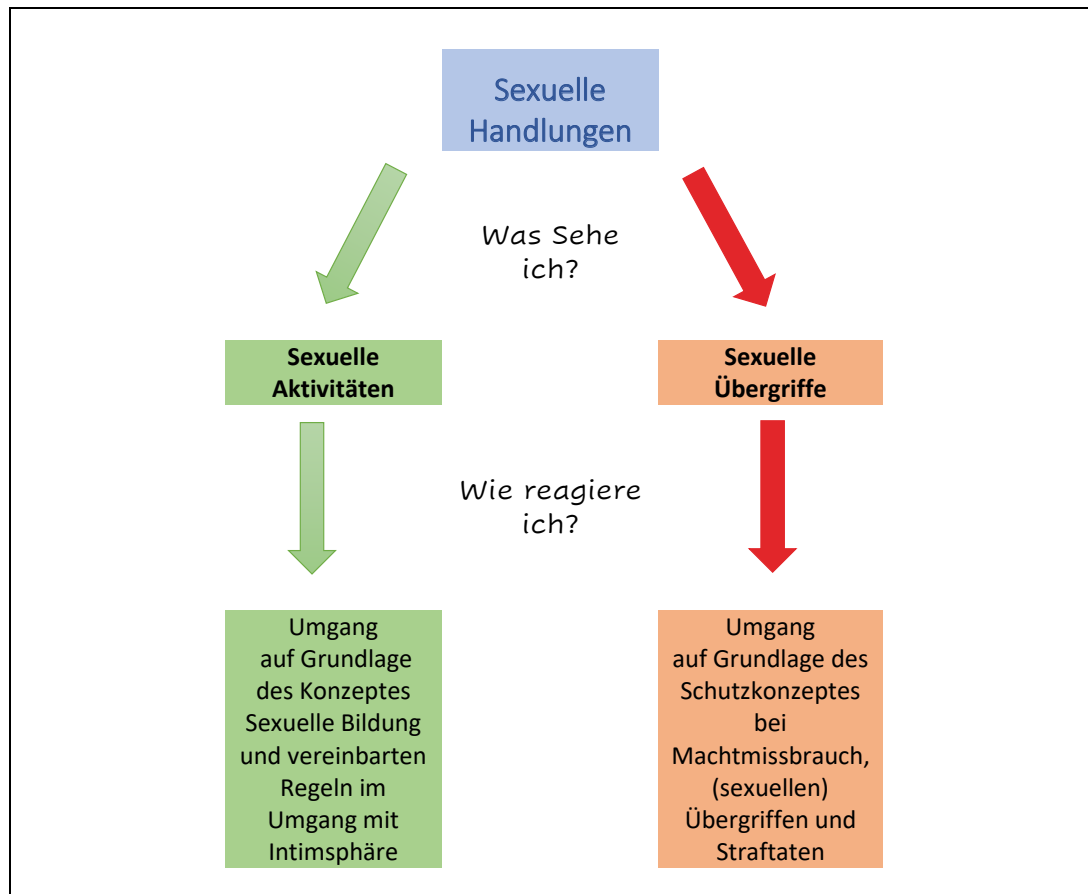 Sexuelle
Handlungen
Was Sehe
ich?
Sexuelle
Aktivitäten
Sexuelle
Übergriffe
Wie reagiere
ich?
Umgang
auf Grundlage
des Konzeptes
Sexuelle Bildung
und vereinbarten
Regeln im
Umgang mit
Intimsphäre
Umgang
auf Grundlage des
Schutzkonzeptes
bei
Machtmissbrauch,
(sexuellen)
Übergriffen und
Straftaten